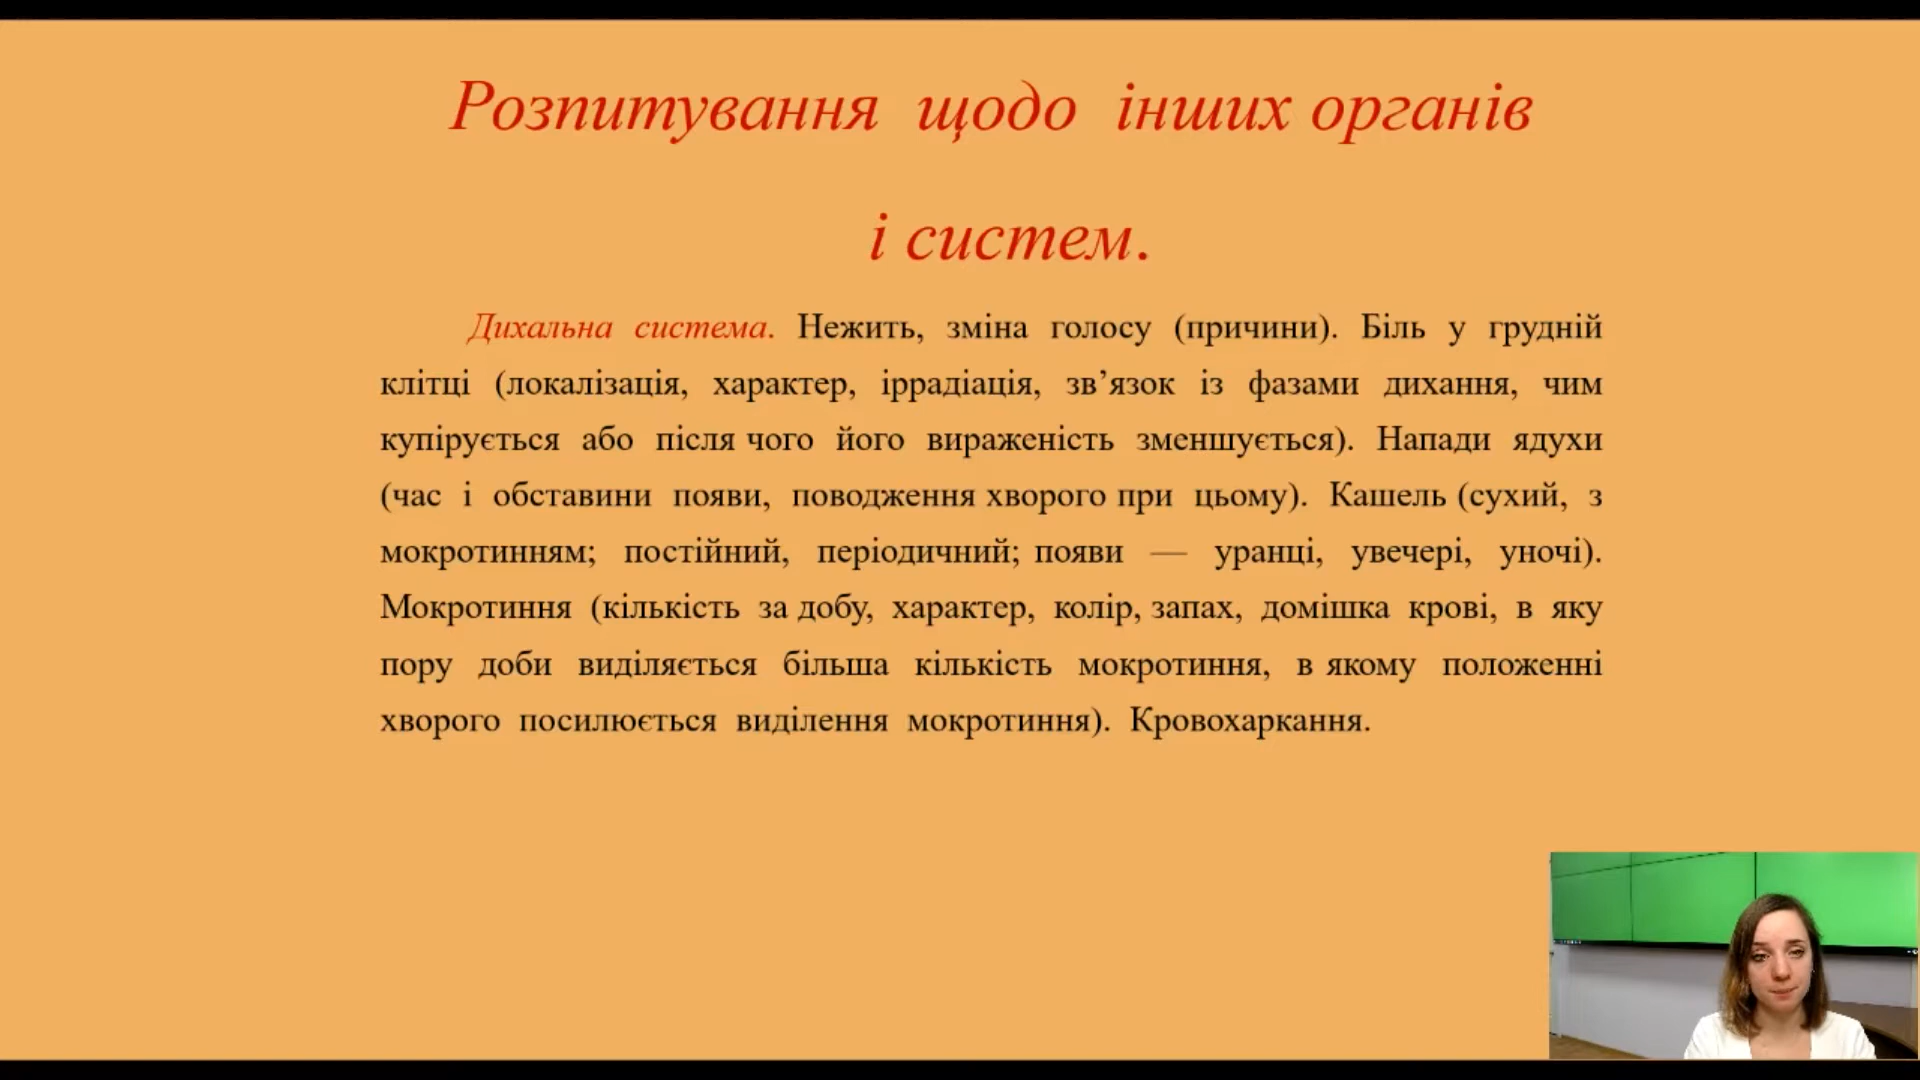 Розпитування щодо інших органів
і систем.
Дихальна система. Нежить, зміна голосу (причини). Біль у грудній
клітці (локалізація, характер, іррадіація, зв’язок із фазами дихання, чим
купірується або після чого його вираженість зменшується). Напади ядухи
(час і обставини появи, поводження хворого при цьому). Кашель (сухий, з
мокротинням; постійний, періодичний; появи — уранці, увечері, уночі).
Мокротиння (кількість за добу, характер, колір, запах, домішка крові, в яку
пору доби виділяється більша кількість мокротиння, в якому положенні
хворого посилюється виділення мокротиння). Кровохаркання.